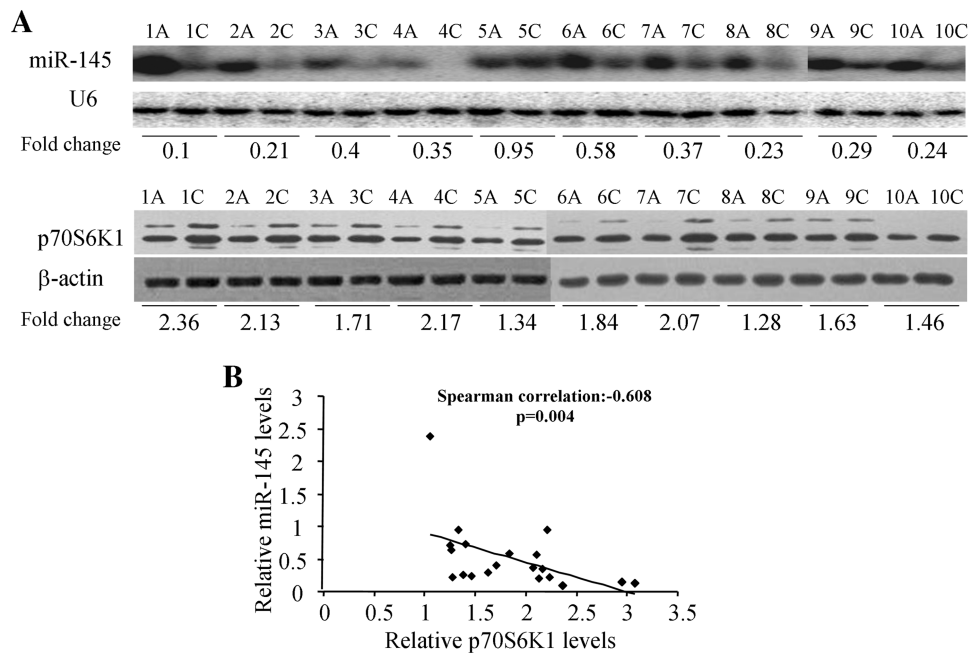 A
1A 1C 2A 2C 3A 3C 4A 4C 5A 5C 6A 6C 7A 7C 8A 8C 9A 9C 10A 10C
miR-145
U6
Fold change 0.1 0.21 0.4 0.35 0.95 0.58 0.37 0.23 0.29 0.24
1A 1C 2A 2C 3A 3C 4A 4C 5A 5C 6A 6C 7A 7C 8A 8C 9A 9C 10A 10C
p70S6K1
β-actin
Fold change 2.36 2.13 1.71 2.17 1.34 1.84 2.07 1.28 1.63 1.46
B
Spearman correlation:-0.608
p=0.004
Relative miR-145 levels
3
2.5
2
1.5
1
0.5
0
0 0.5 1 1.5 2 2.5 3 3.5
Relative p70S6K1 levels